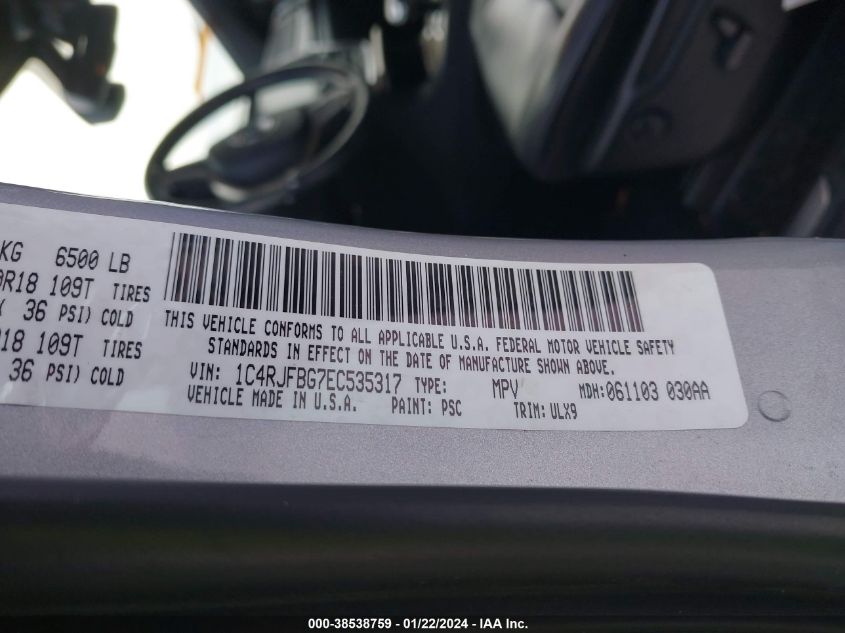 KG 6500 LB
R18 109T TIRES
( 36 PSI) COLD
R18 109T TIRES
36 PSI) COLD
THIS VEHICLE CONFORMS TO ALL APPLICABLE U.S.A. FEDERAL MOTOR VEHICLE SAFETY
STANDARDS IN EFFECT ON THE DATE OF MANUFACTURE SHOWN ABOVE.
VIN: 1C4RJFBG7EC535317 TYPE: MPV MDH:061103 030AA
VEHICLE MADE IN U.S.A. PAINT: PSC TRIM: ULX9
000-38538759 - 01/22/2024 - IAA Inc.